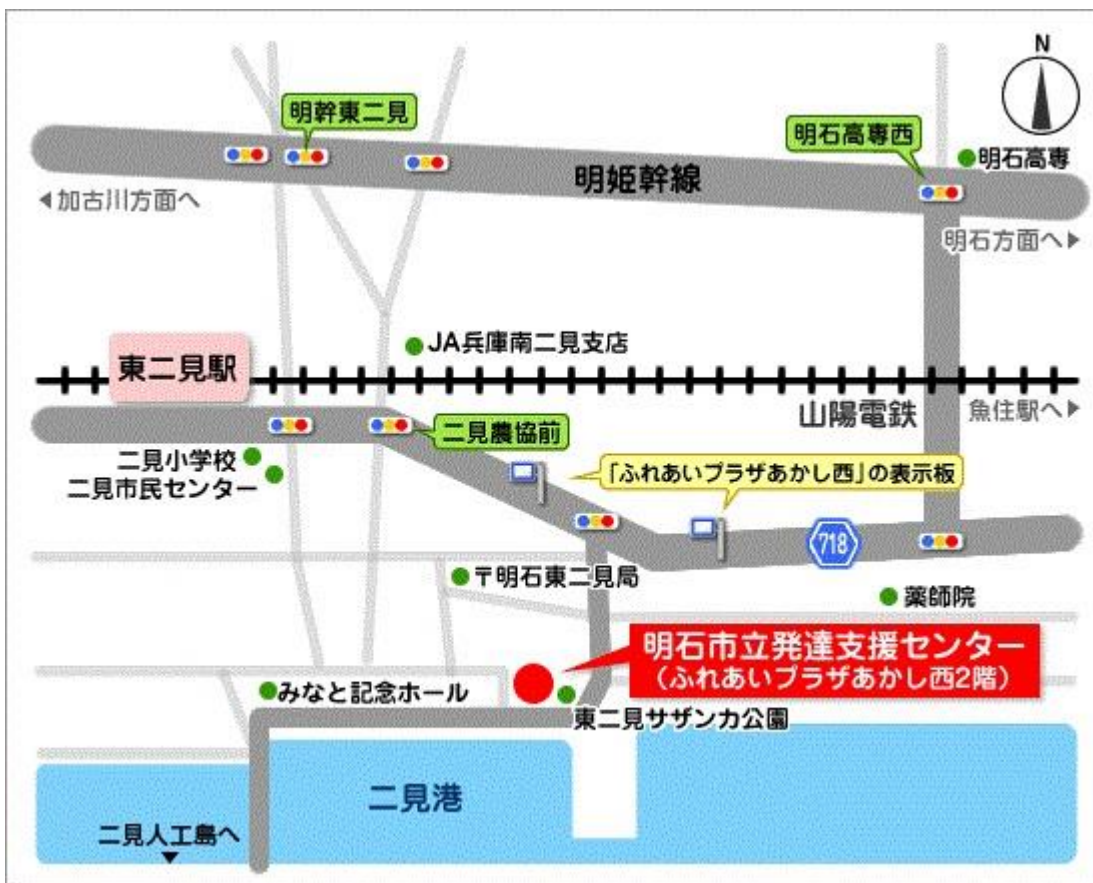 N
明幹東二見
明石高専西
明石高専
明姫幹線
◀加古川方面へ
明石方面へ▶
JA兵庫南二見支店
東二見駅
山陽電鉄
魚住駅へ▶
二見農協前
二見小学校
二見市民センター
「ふれあいプラザあかし西」の表示板
718
〒明石東二見局
薬師院
明石市立発達支援センター
(ふれあいプラザあかし西2階)
みなと記念ホール
東二見サザンカ公園
二見港
二見人工島へ
▼